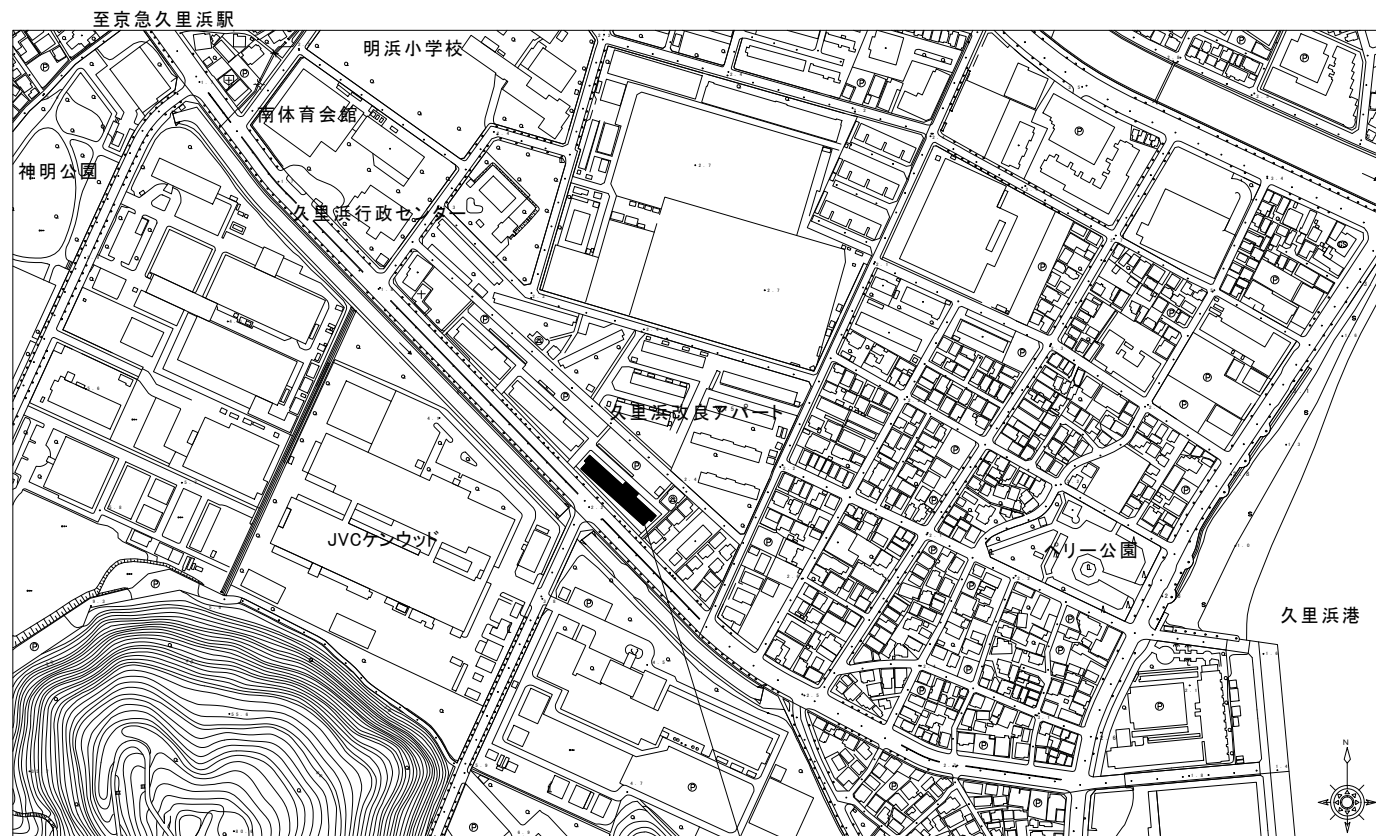 至京急久里浜駅
明浜小学校
南体育会館
神明公園
久里浜行政センター
久里浜改良アパート
JVCケンウッド
ペリー公園
久里浜港
N